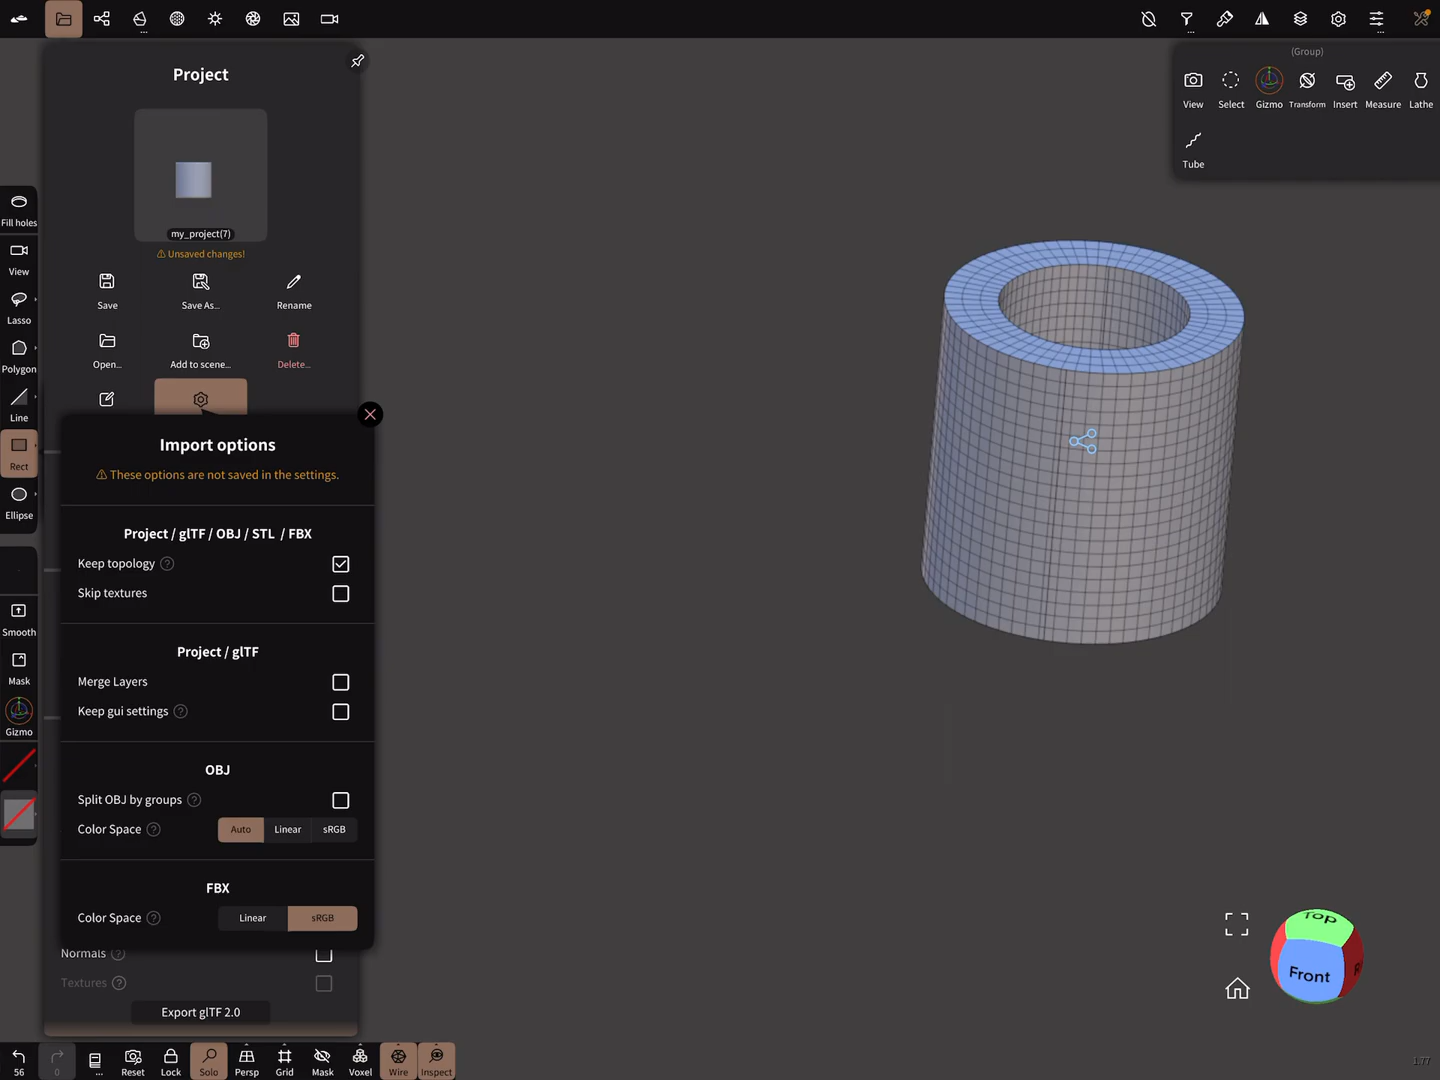 Project
my_project(7)
Unsaved changes!
Save
Save As...
Rename
Open...
Add to scene...
Delete...
Import options
These options are not saved in the settings.
Project / glTF / OBJ / STL / FBX
Keep topology ?
Skip textures
Project / glTF
Merge Layers
Keep gui settings ?
OBJ
Split OBJ by groups ?
Color Space ? Auto Linear sRGB
FBX
Color Space ? Linear sRGB
Normals ?
Textures ?
Export glTF 2.0
Fill holes
View
Lasso
Polygon
Line
Rect
Ellipse
Smooth
Mask
Gizmo
(Group)
View Select Gizmo Transform Insert Measure Lathe
Tube
Top
Front
R
56 0 ... Reset Lock Solo Persp Grid Mask Voxel Wire Inspect
1.77